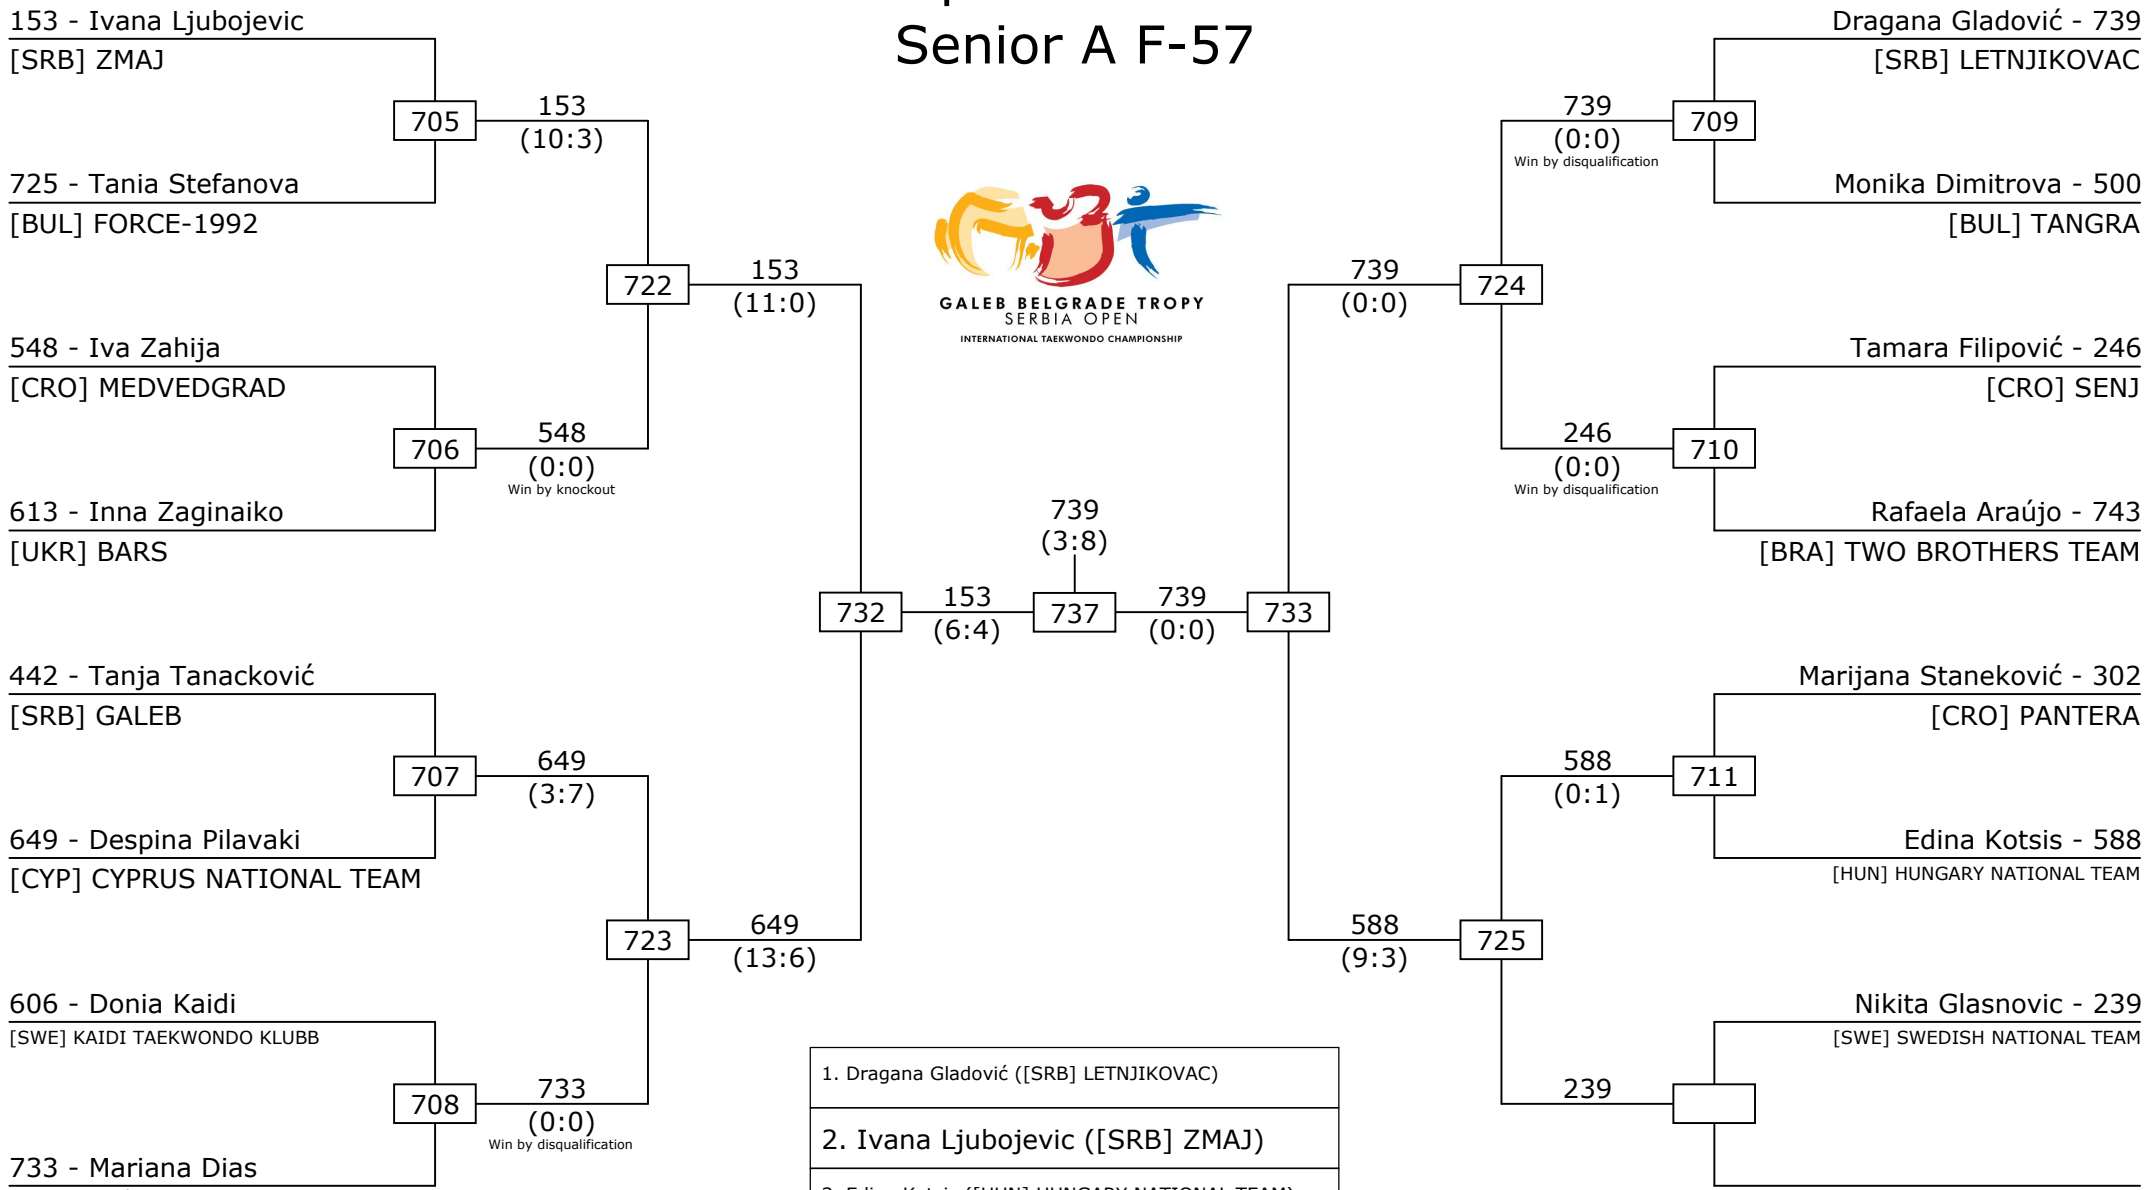 Senior A F-57
153 - Ivana Ljubojevic
[SRB] ZMAJ
705
153
(10:3)
725 - Tania Stefanova
[BUL] FORCE-1992
722
153
(11:0)
548 - Iva Zahija
[CRO] MEDVEDGRAD
706
548
(0:0)
Win by knockout
613 - Inna Zaginaiko
[UKR] BARS
732
153
(6:4)
442 - Tanja Tanacković
[SRB] GALEB
707
649
(3:7)
649 - Despina Pilavaki
[CYP] CYPRUS NATIONAL TEAM
723
649
(13:6)
606 - Donia Kaidi
[SWE] KAIDI TAEKWONDO KLUBB
708
733
(0:0)
Win by disqualification
733 - Mariana Dias
GALEB BELGRADE TROPY
SERBIA OPEN
INTERNATIONAL TAEKWONDO CHAMPIONSHIP
739
(3:8)
737
739
(0:0)
733
Dragana Gladović - 739
[SRB] LETNJIKOVAC
739
(0:0)
Win by disqualification
709
Monika Dimitrova - 500
[BUL] TANGRA
739
(0:0)
724
Tamara Filipović - 246
[CRO] SENJ
246
(0:0)
Win by disqualification
710
Rafaela Araújo - 743
[BRA] TWO BROTHERS TEAM
Marijana Staneković - 302
[CRO] PANTERA
588
(0:1)
711
Edina Kotsis - 588
[HUN] HUNGARY NATIONAL TEAM
588
(9:3)
725
Nikita Glasnovic - 239
[SWE] SWEDISH NATIONAL TEAM
239
1. Dragana Gladović ([SRB] LETNJIKOVAC)
2. Ivana Ljubojevic ([SRB] ZMAJ)